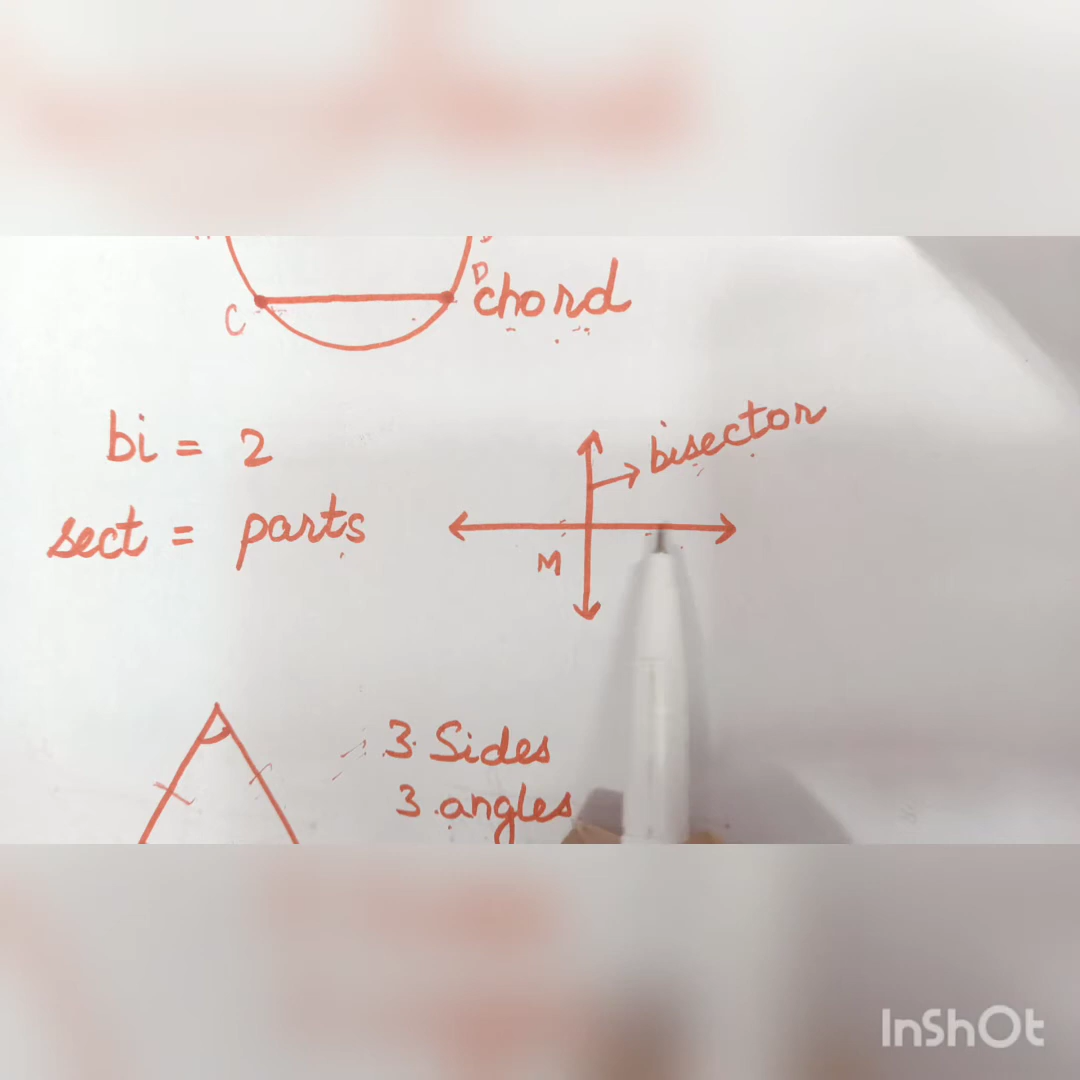 D
C
chord
bi = 2
bisector
sect = parts
M
3 Sides
3 angles
InShOt